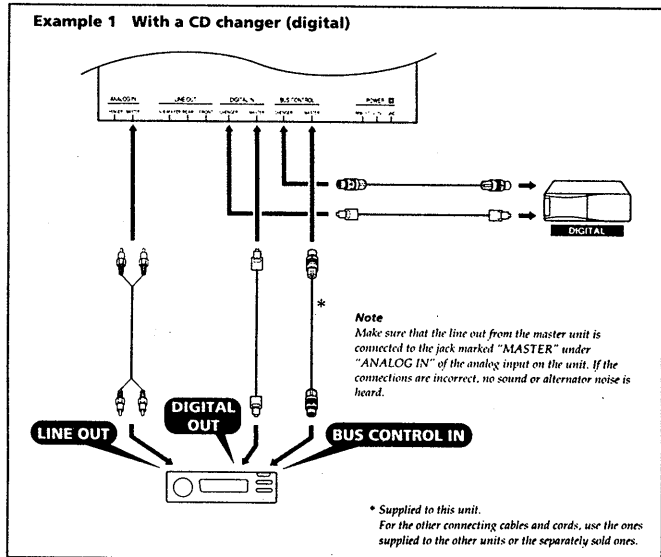 Example 1 With a CD changer (digital)
ANALOG IN LINE OUT DIGITAL IN BUS CONTROL POWER
MASTER REAR FRONT CHANGER MASTER CHANGER MASTER
DIGITAL
*
Note
Make sure that the line out from the master unit is
connected to the jack marked "MASTER" under
"ANALOG IN" of the analog input on the unit. If the
connections are incorrect, no sound or alternator noise is
heard.
LINE OUT
DIGITAL
OUT
BUS CONTROL IN
* Supplied to this unit.
For the other connecting cables and cords, use the ones
supplied to the other units or the separately sold ones.